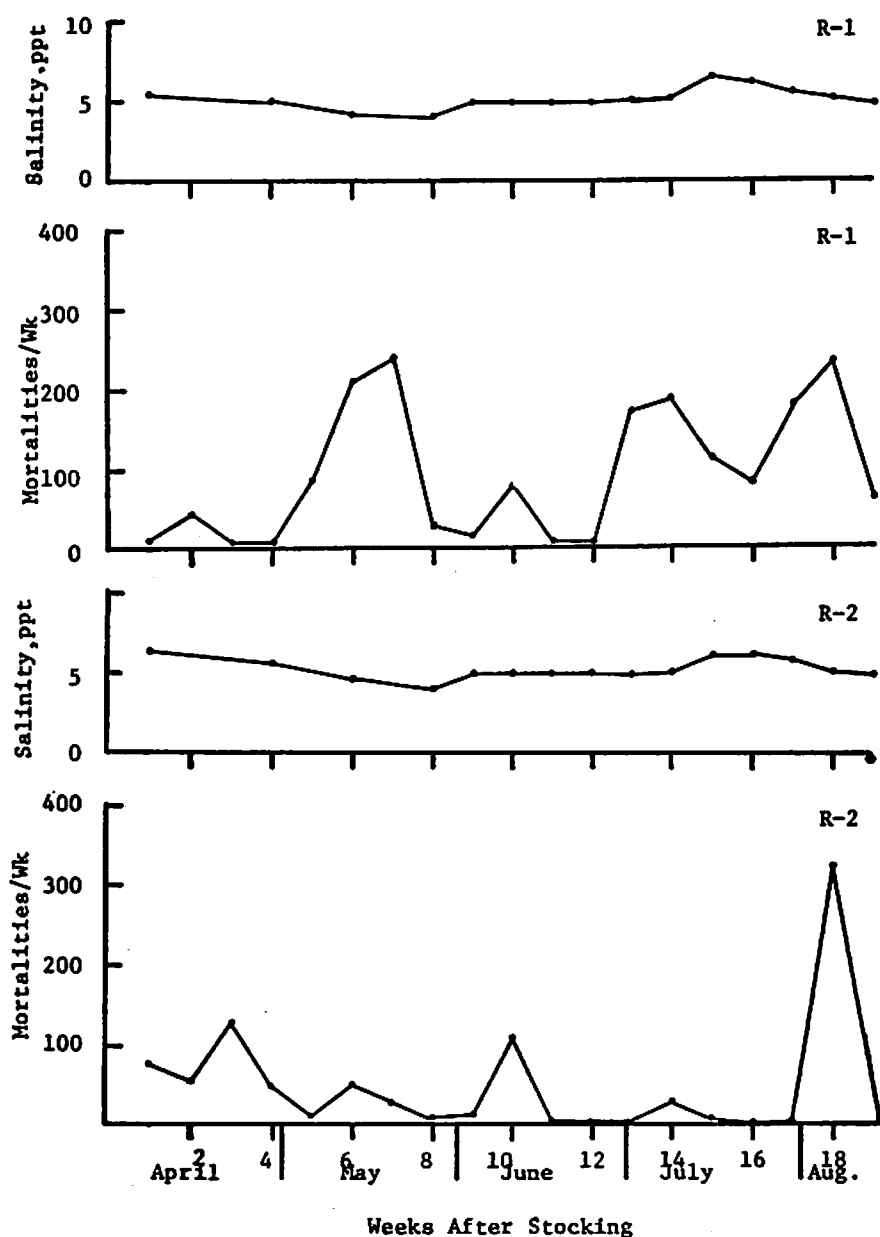 10
R-1
Salinity.ppt
5
0
400
R-1
300
Mortalities/Wk
200
100
0
R-2
Salinity,ppt
5
0
400
R-2
300
Mortalities/Wk
200
100
2 4 6 8 10 12 14 16 18
April May June July Aug.
Weeks After Stocking